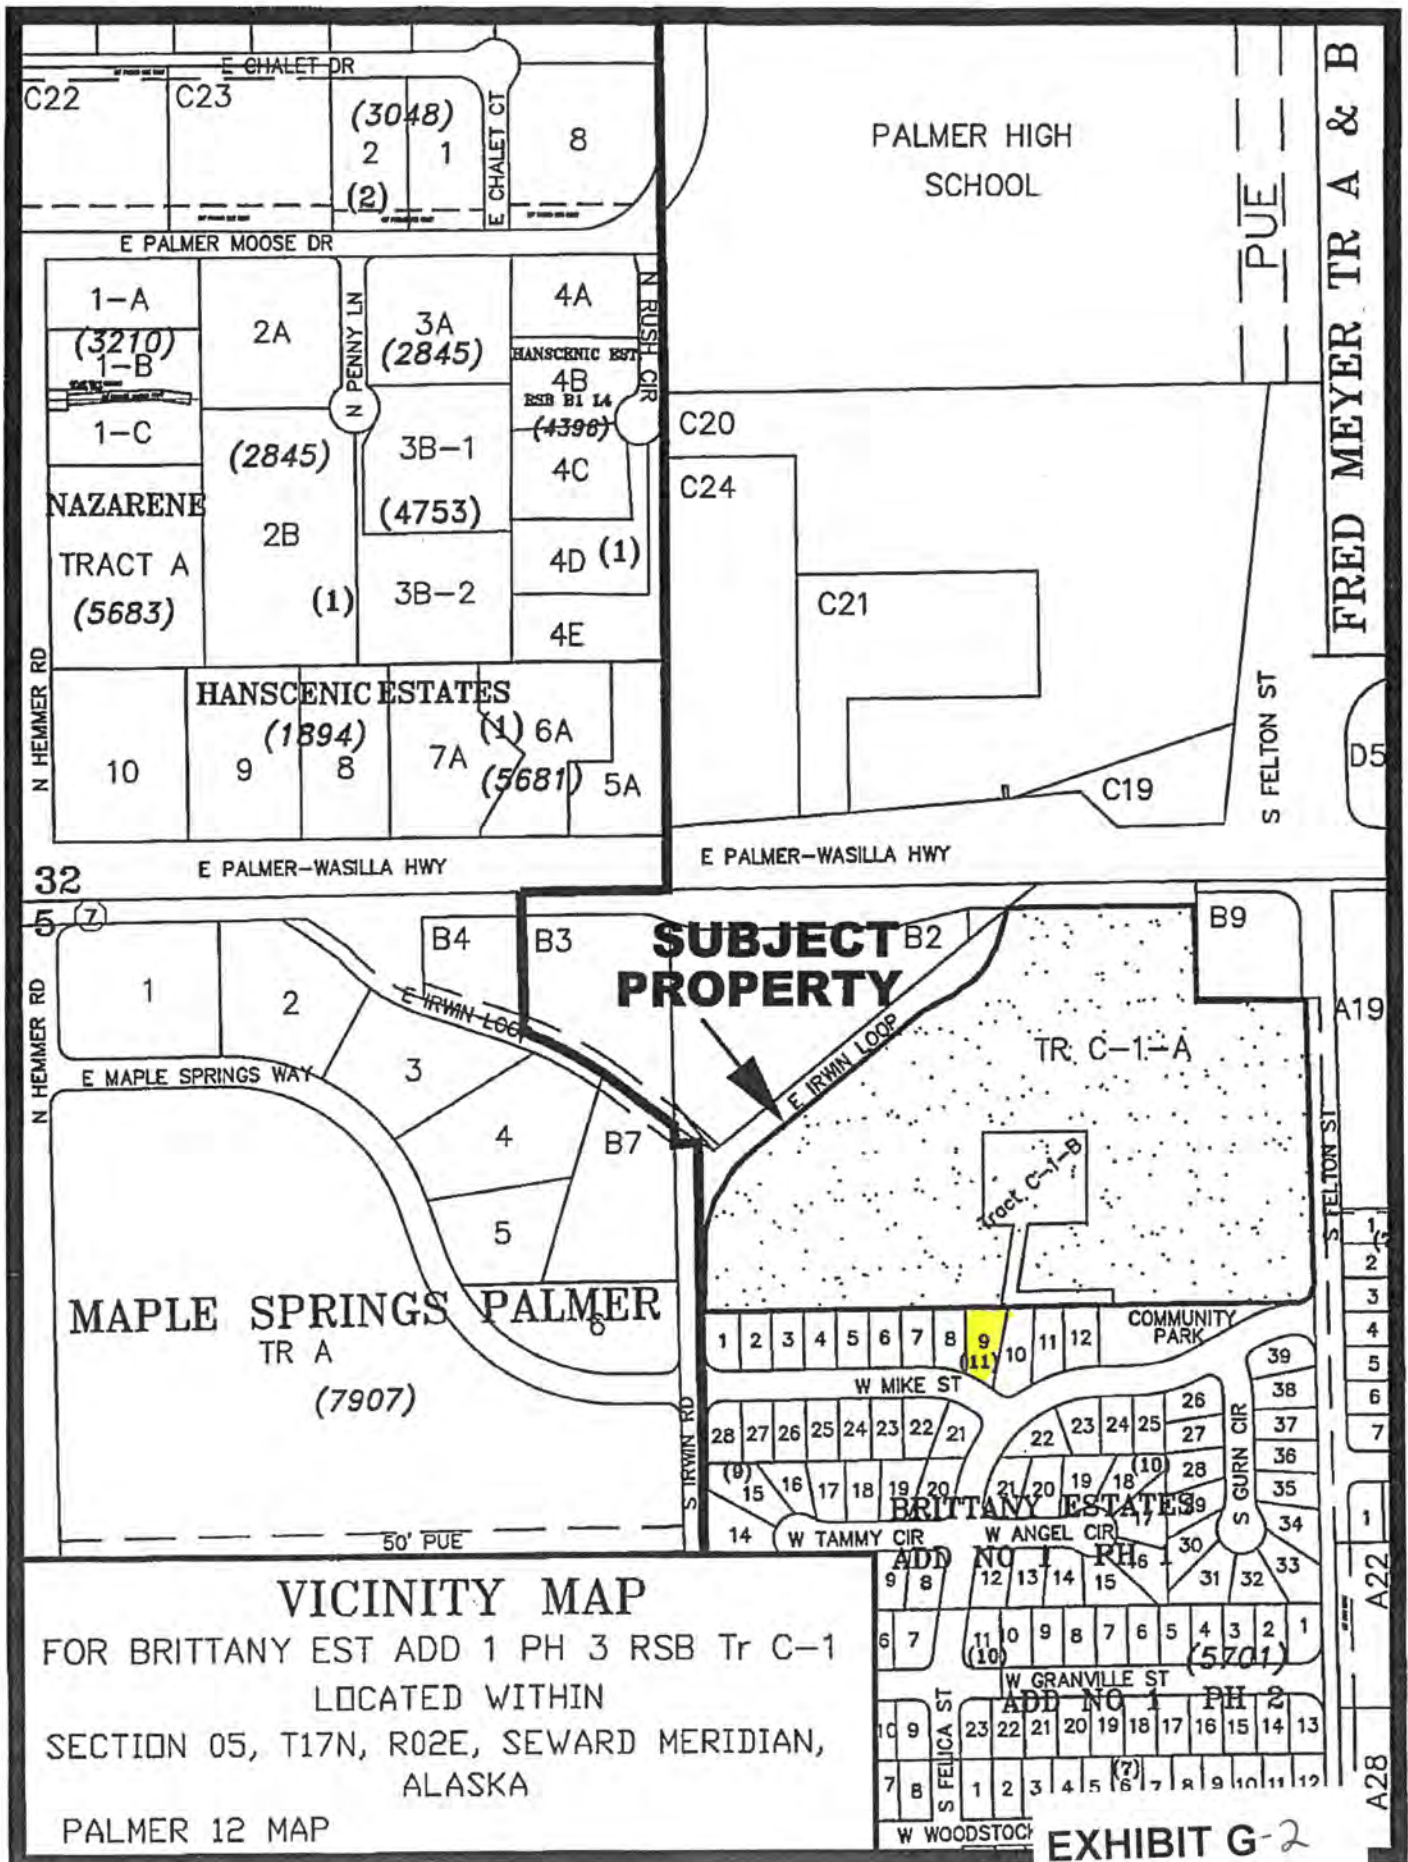 E CHALET DR
C22
C23
(3048)
2
1
(2)
E CHALET CT
8
PALMER HIGH
SCHOOL
PUE
FRED MEYER TR A & B
E PALMER MOOSE DR
1-A
(3210)
1-B
1-C
2A
N PENNY LN
3A
(2845)
4A
N RUSH CIR
HANSCENIC EST
4B
RSB B1 L4
(4396)
4C
(2845)
3B-1
(4753)
C20
C24
NAZARENE
TRACT A
(5683)
2B
(1)
3B-2
4D (1)
4E
C21
N HEMMER RD
HANSCENIC ESTATES
(1894)
10
9
8
7A
(1)
6A
(5681)
5A
C19
S FELTON ST
D5
E PALMER-WASILLA HWY
E PALMER-WASILLA HWY
32
5
7
B4
B3
SUBJECT
PROPERTY
B2
B9
A19
N HEMMER RD
1
2
E IRWIN LOO
E MAPLE SPRINGS WAY
3
4
B7
5
E IRWIN LOOP
TR C-1-A
Tract C-1-B
S FELTON ST
MAPLE SPRINGS PALMER
TR A
(7907)
6
50' PUE
S IRWIN RD
1 2 3 4 5 6 7 8 9 10 11 12
(11)
COMMUNITY
PARK
W MIKE ST
1
2
3
4
5
6
7
39
38
37
36
35
34
33
32
31
30
29
28
27
26
S GURN CIR
28 27 26 25 24 23 22 21
22 23 24 25
(9)
14 15 16 17 18 19 20
21 20 19 18 (10)
17
16
BRITTANY ESTATES
W TAMMY CIR
W ANGEL CIR
ADD NO 1 PH 1
9 8
12 13 14 15
1
A22
6 7
11 10 9 8 7 6 5 4 3 2 1
(10)
(5701)
W GRANVILLE ST
ADD NO 1 PH 2
S FELICA ST
10 9
23 22 21 20 19 18 17 16 15 14 13
7 8
1 2 3 4 5 6 7 8 9 10 11 12
(7)
A28
W WOODSTOCK
VICINITY MAP
FOR BRITTANY EST ADD 1 PH 3 RSB Tr C-1
LOCATED WITHIN
SECTION 05, T17N, R02E, SEWARD MERIDIAN,
ALASKA
PALMER 12 MAP
EXHIBIT G-2